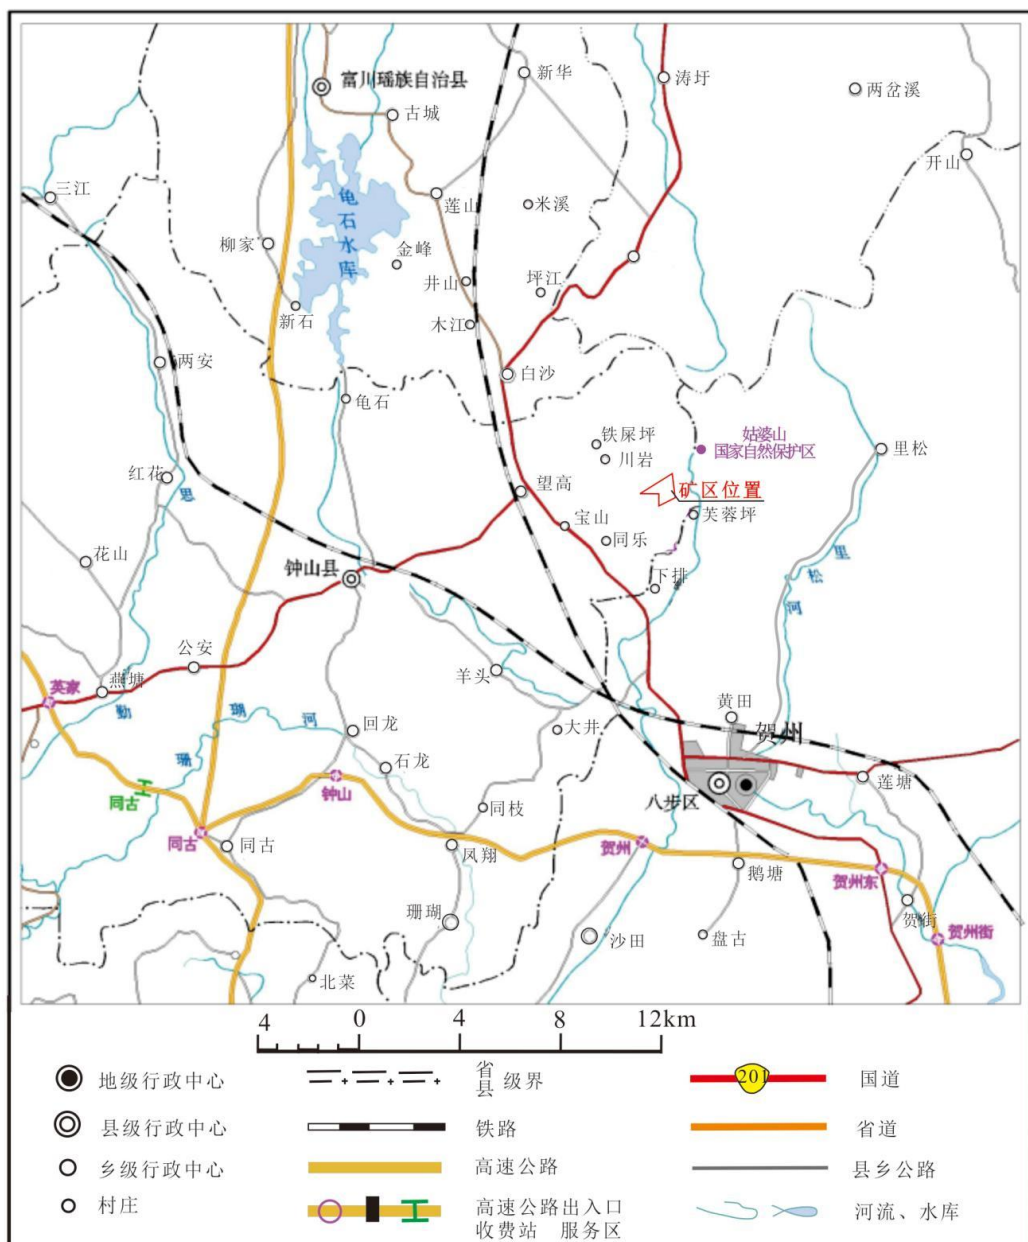 富川瑶族自治县
新华
涛圩
两岔溪
古城
开山
三江
龟石水库
莲山
米溪
柳家
金峰
井山
坪江
新石
木江
两安
白沙
龟石
铁屎坪
姑婆山
国家自然保护区
川岩
里松
红花
思
望高
矿区位置
宝山
芙蓉坪
花山
同乐
里
钟山县
下排
松
河
公安
羊头
燕塘
英家
勤
瑚
河
黄田
回龙
大井
贺州
珊
石龙
钟山
莲塘
同古
八步区
同枝
同古
同古
凤翔
贺州
鹅塘
贺州东
珊瑚
贺街
沙田
盘古
贺州街
北菜
4 0 4 8 12km
地级行政中心
省
县 级界
201
国道
县级行政中心
铁路
省道
乡级行政中心
高速公路
县乡公路
村庄
高速公路出入口
收费站 服务区
河流、水库